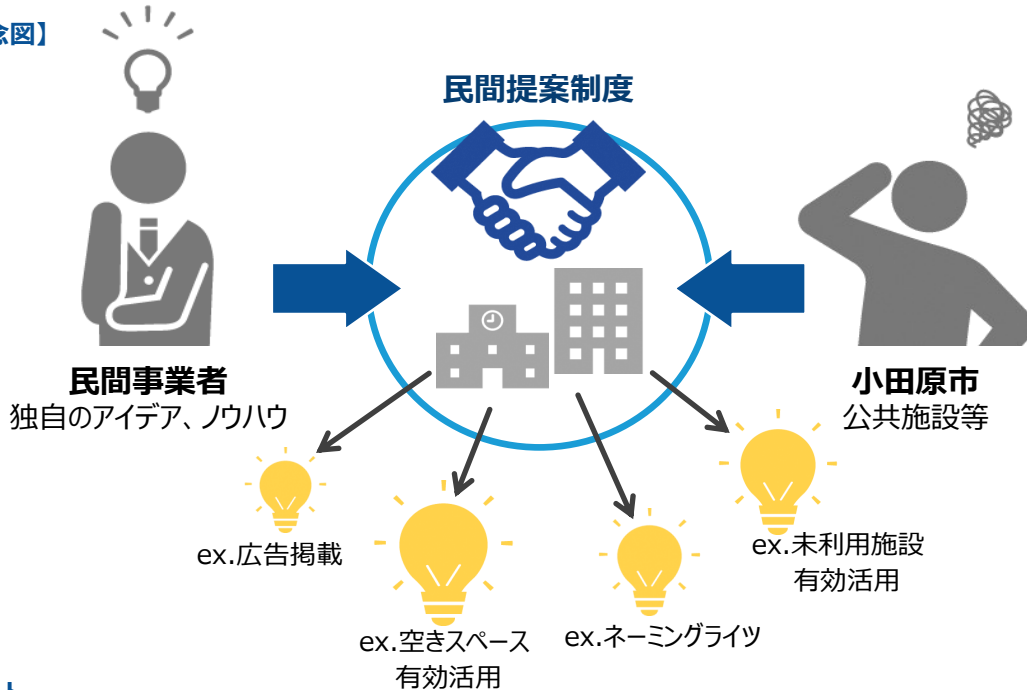 念図】
民間提案制度
民間事業者
独自のアイデア、ノウハウ
小田原市
公共施設等
ex.広告掲載
ex.空きスペース
有効活用
ex.ネーミングライツ
ex.未利用施設
有効活用